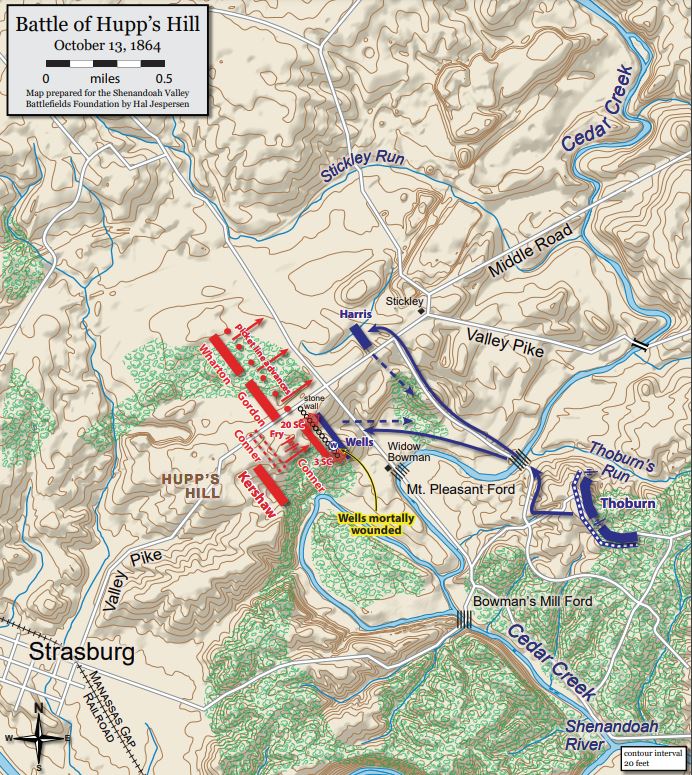 Battle of Hupp's Hill
October 13, 1864
0 miles 0.5
Map prepared for the Shenandoah Valley
Battlefields Foundation by Hal Jespersen
Cedar Creek
Stickley Run
Middle Road
Stickley
Harris
Valley Pike
Picket line advances
Wharton
Gordon
stone
wall
20 SC
Fry
Conner
W
Wells
3 SC
Conner
Widow
Bowman
Thoburn's
Run
HUPP'S
HILL
Kershaw
Mt. Pleasant Ford
Thoburn
Wells mortally
wounded
Valley Pike
Bowman's Mill Ford
Strasburg
Cedar Creek
MANASSAS GAP
RAILROAD
N
W E
S
Shenandoah
River
contour interval
20 feet